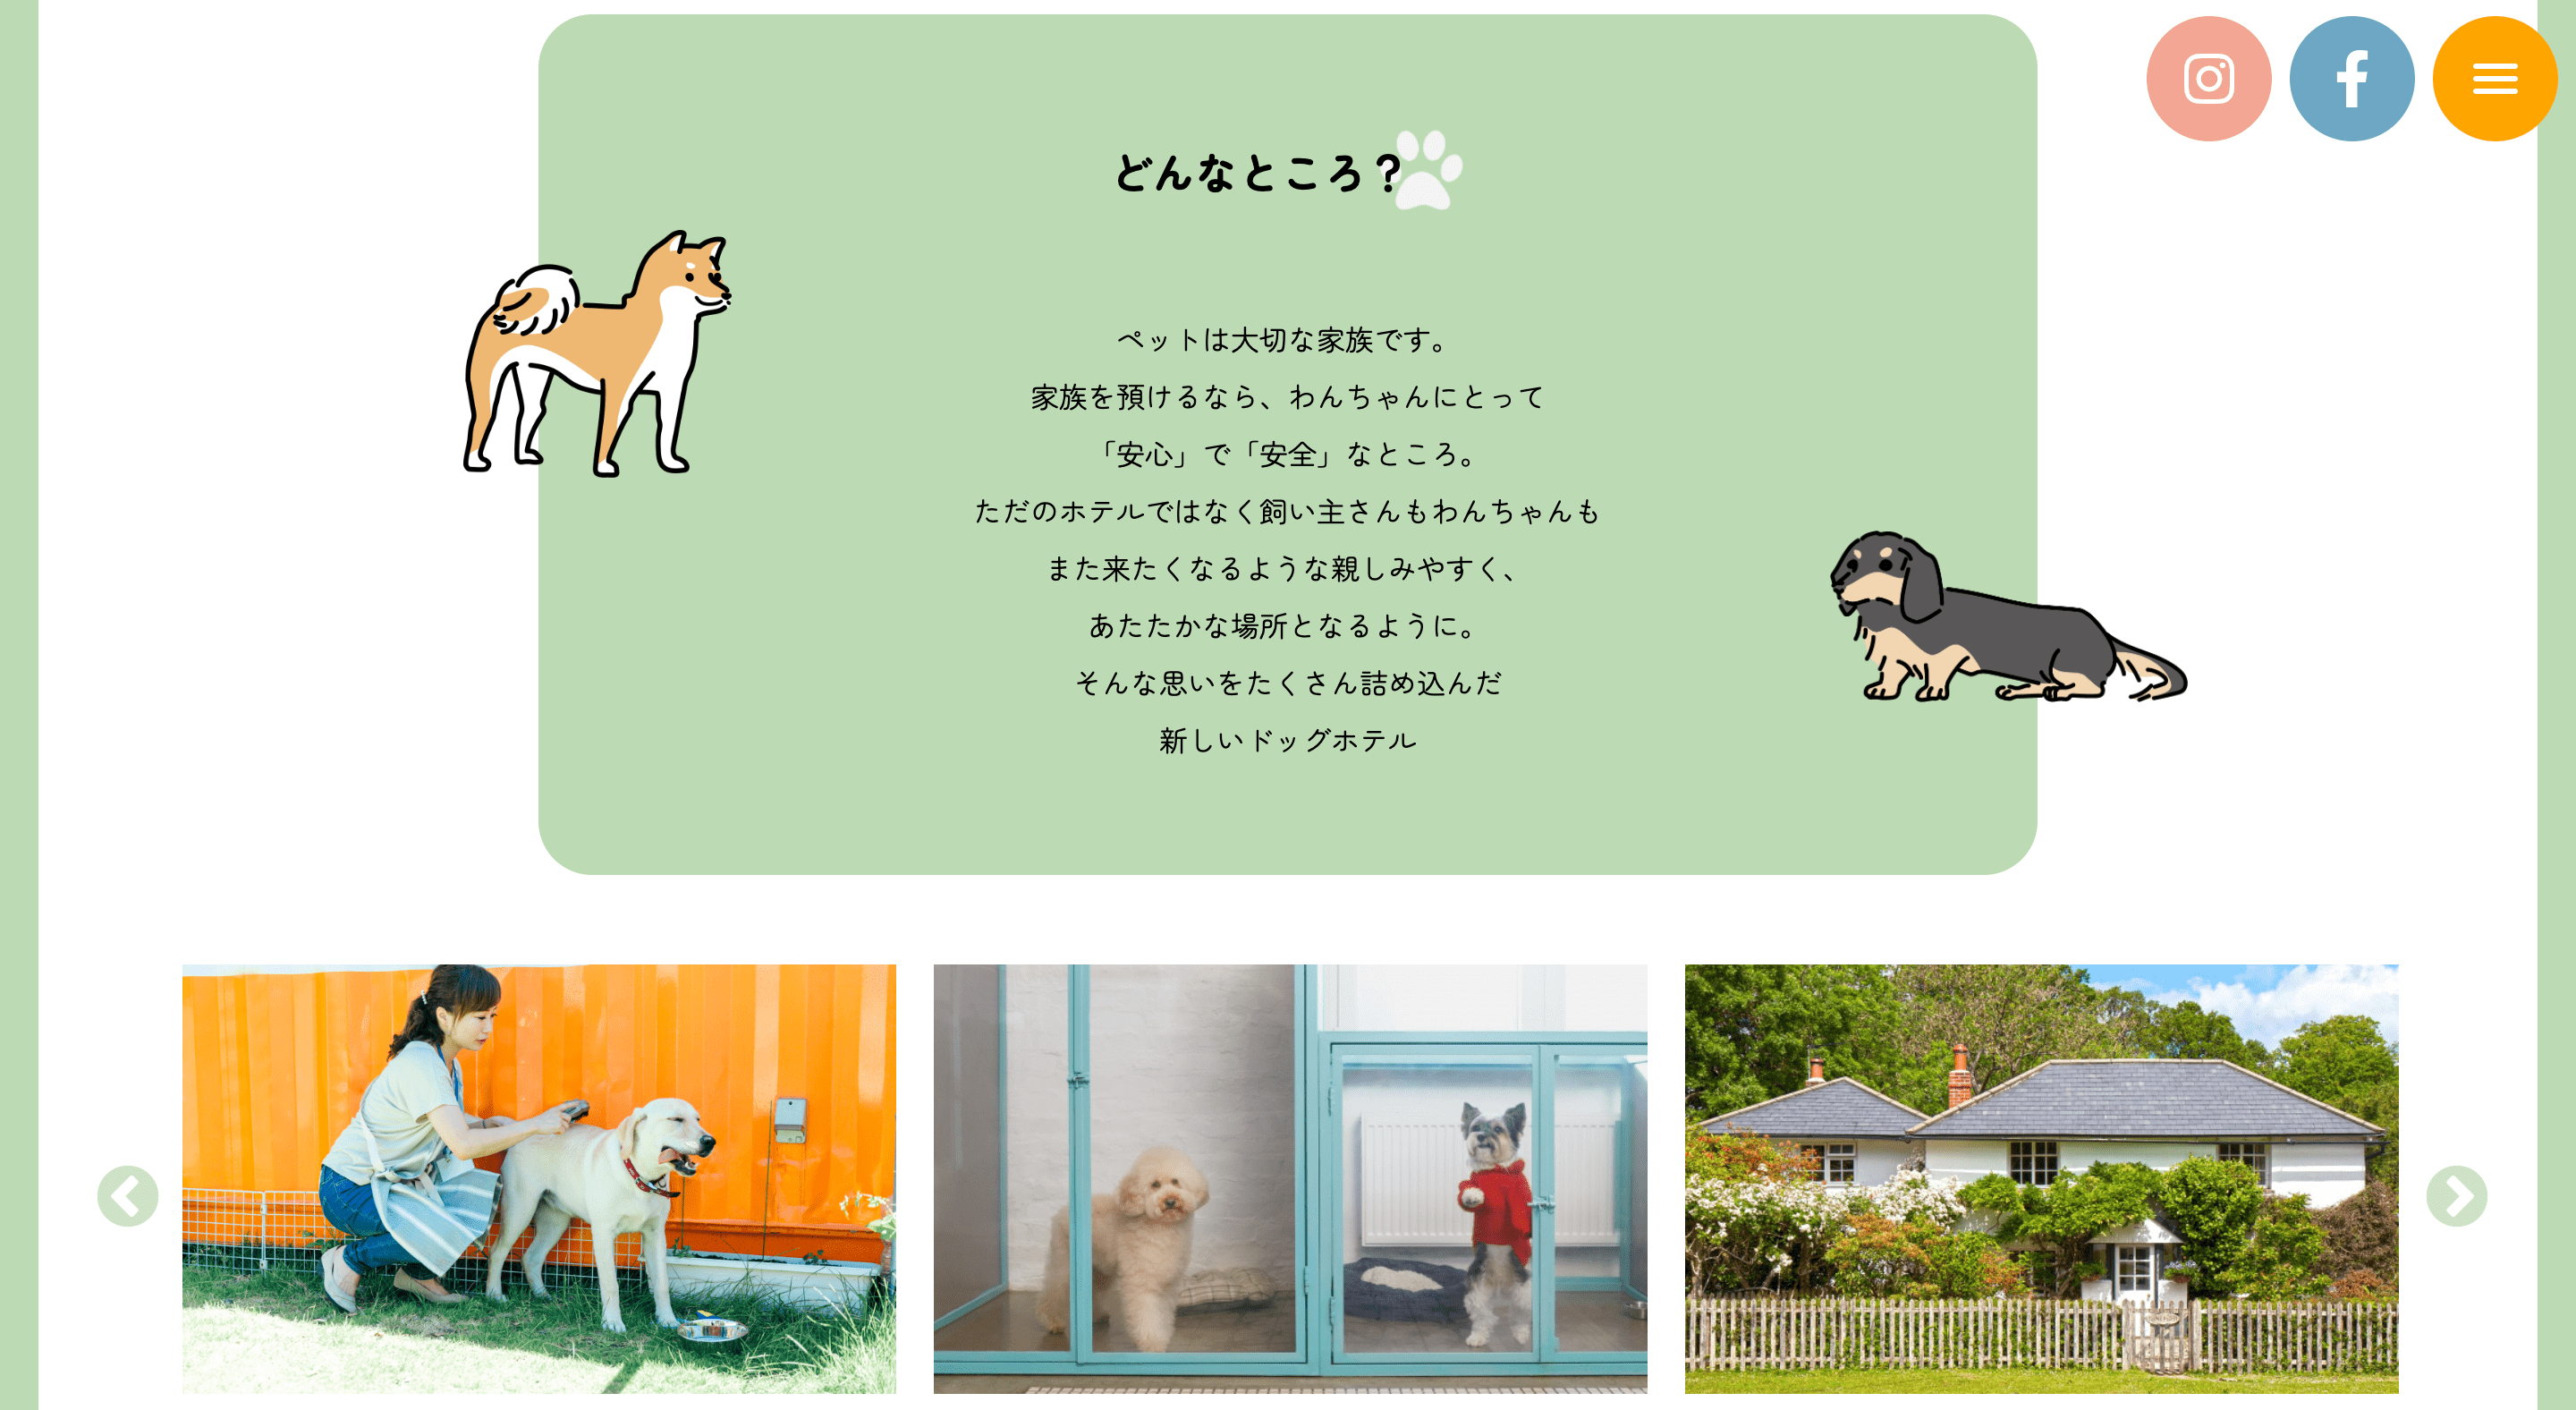 どんなところ？
ペットは大切な家族です。
家族を預けるなら、わんちゃんにとって
「安心」で「安全」なところ。
ただのホテルではなく飼い主さんもわんちゃんも
また来たくなるような親しみやすく、
あたたかな場所となるように。
そんな思いをたくさん詰め込んだ
新しいドッグホテル